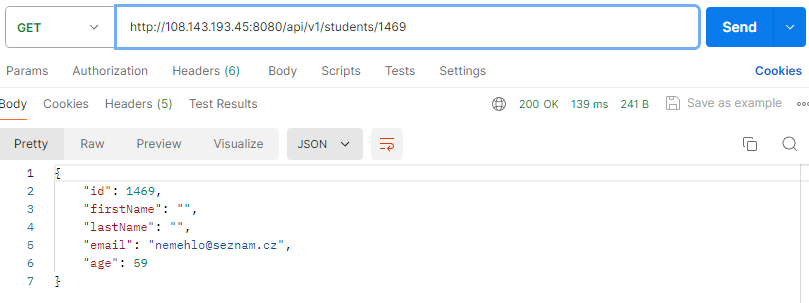 GET http://108.143.193.45:8080/api/v1/students/1469 Send
Params Authorization Headers (6) Body Scripts Tests Settings Cookies
Body Cookies Headers (5) Test Results 200 OK 139 ms 241 B Save as example
Pretty Raw Preview Visualize JSON
1 {
2 "id": 1469,
3 "firstName": "",
4 "lastName": "",
5 "email": "nemehlo@seznam.cz",
6 "age": 59
7 }